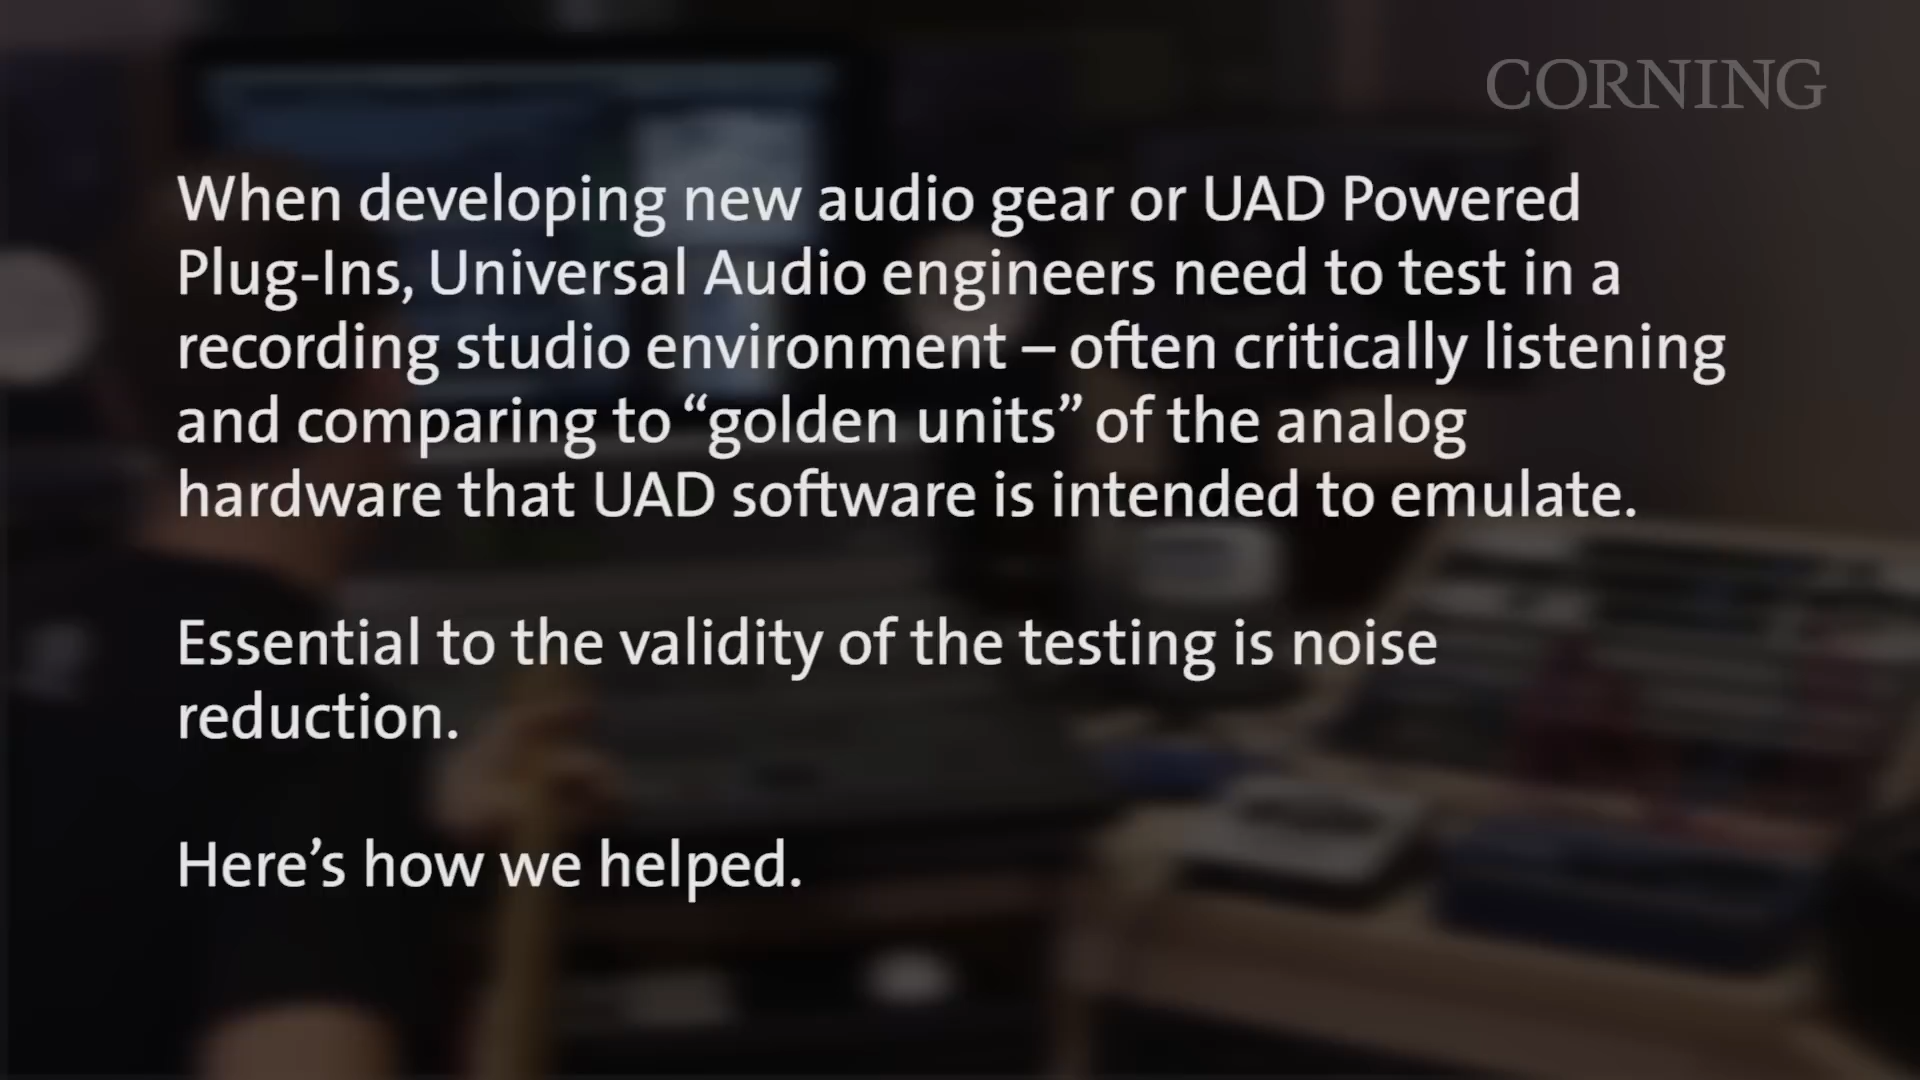 CORNING
When developing new audio gear or UAD Powered
Plug-Ins, Universal Audio engineers need to test in a
recording studio environment – often critically listening
and comparing to “golden units” of the analog
hardware that UAD software is intended to emulate.
Essential to the validity of the testing is noise
reduction.
Here’s how we helped.